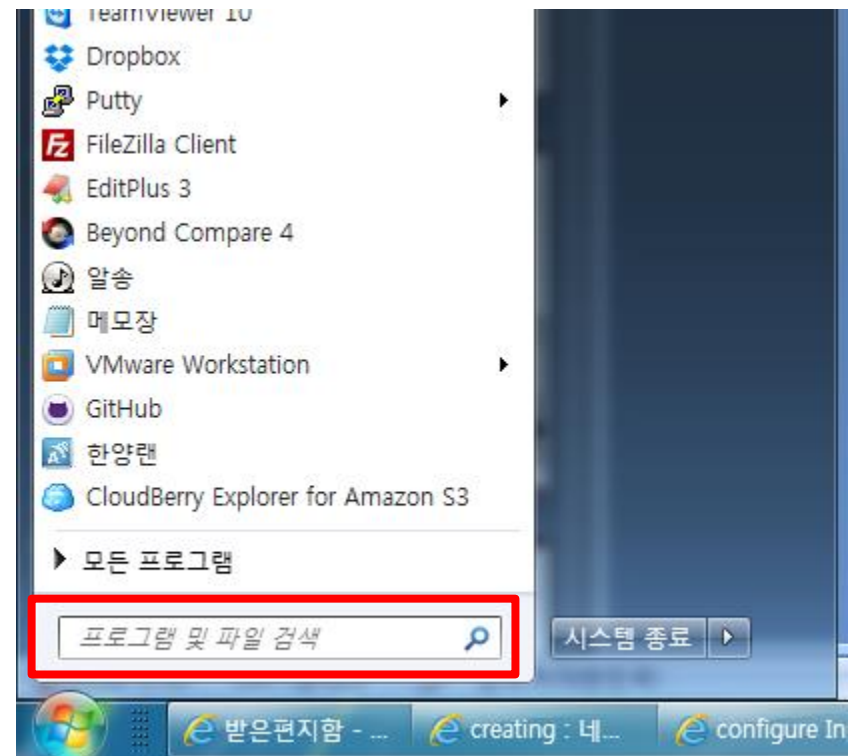 TeamViewer 10
Dropbox
Putty
FileZilla Client
EditPlus 3
Beyond Compare 4
알송
메모장
VMware Workstation
GitHub
한양랜
CloudBerry Explorer for Amazon S3
모든 프로그램
프로그램 및 파일 검색
시스템 종료
받은편지함 - ...
creating : 네...
configure In